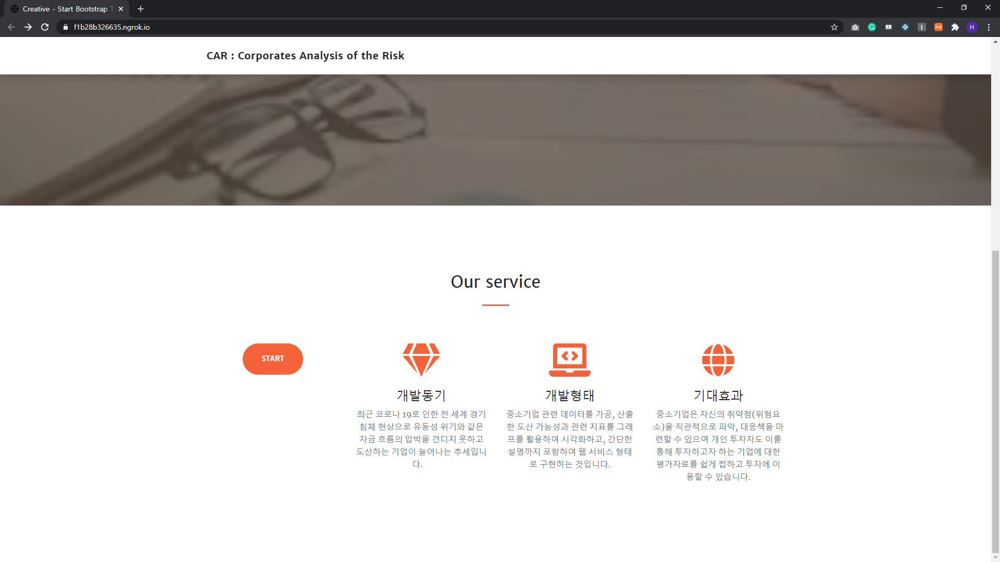 Creative - Start Bootstrap T
f1b28b326635.ngrok.io
H
CAR : Corporates Analysis of the Risk
Our service
START
개발동기
최근 코로나 19로 인한 전 세계 경기
침체 현상으로 유동성 위기와 같은
자금 흐름의 압박을 견디지 못하고
도산하는 기업이 늘어나는 추세입니
다.
개발형태
중소기업 관련 데이터를 가공, 산출
한 도산 가능성과 관련 지표를 그래
프를 활용하여 시각화하고, 간단한
설명까지 포함하여 웹 서비스 형태
로 구현하는 것입니다.
기대효과
중소기업은 자신의 취약점(위험요
소)을 직관적으로 파악, 대응책을 마
련할 수 있으며 개인 투자자도 이를
통해 투자하고자 하는 기업에 대한
평가자료를 쉽게 접하고 투자에 이
용할 수 있습니다.